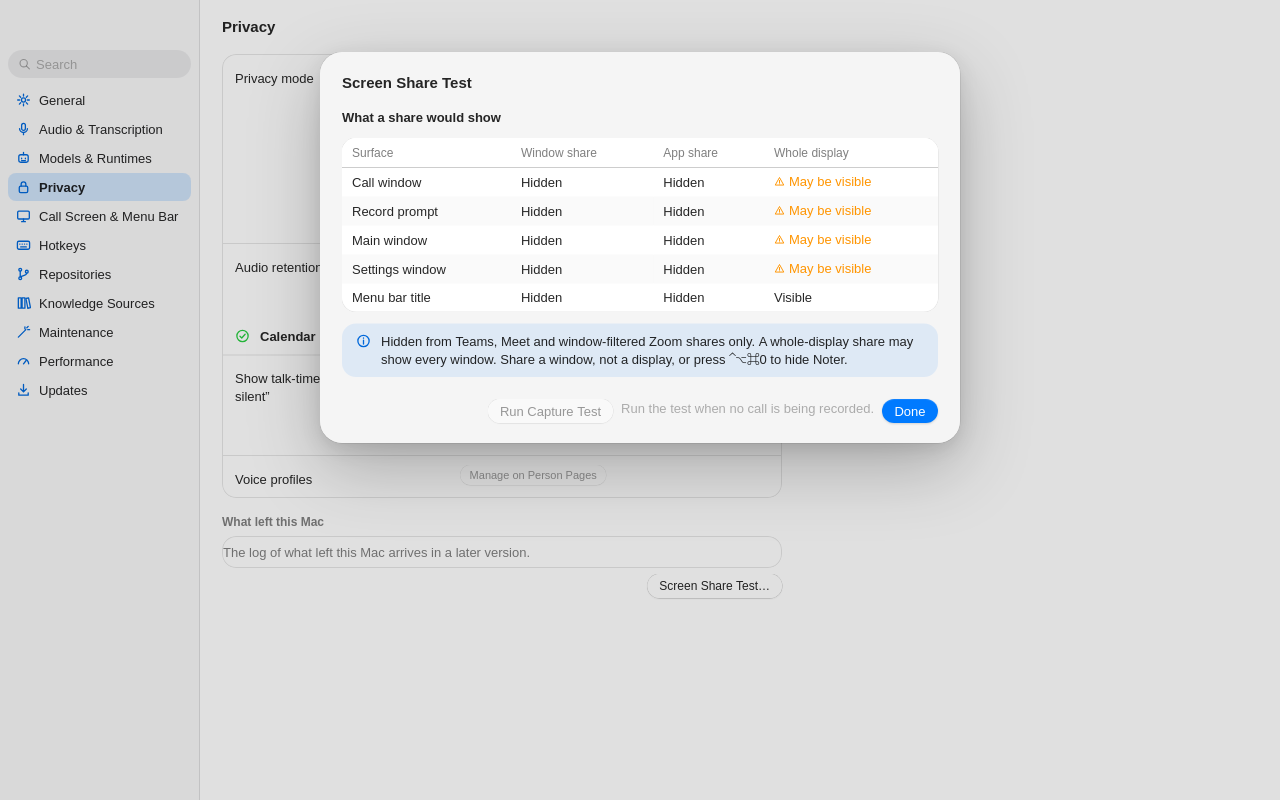 Privacy
Search
General
Audio & Transcription
Models & Runtimes
Privacy
Call Screen & Menu Bar
Hotkeys
Repositories
Knowledge Sources
Maintenance
Performance
Updates
Privacy mode
Audio retention
Calendar
Show talk-time
silent”
Voice profiles
Manage on Person Pages
What left this Mac
The log of what left this Mac arrives in a later version.
Screen Share Test…
Screen Share Test
What a share would show
Surface Window share App share Whole display
Call window Hidden Hidden May be visible
Record prompt Hidden Hidden May be visible
Main window Hidden Hidden May be visible
Settings window Hidden Hidden May be visible
Menu bar title Hidden Hidden Visible
Hidden from Teams, Meet and window-filtered Zoom shares only. A whole-display share may
show every window. Share a window, not a display, or press ⌃⌥⌘0 to hide Noter.
Run Capture Test Run the test when no call is being recorded. Done